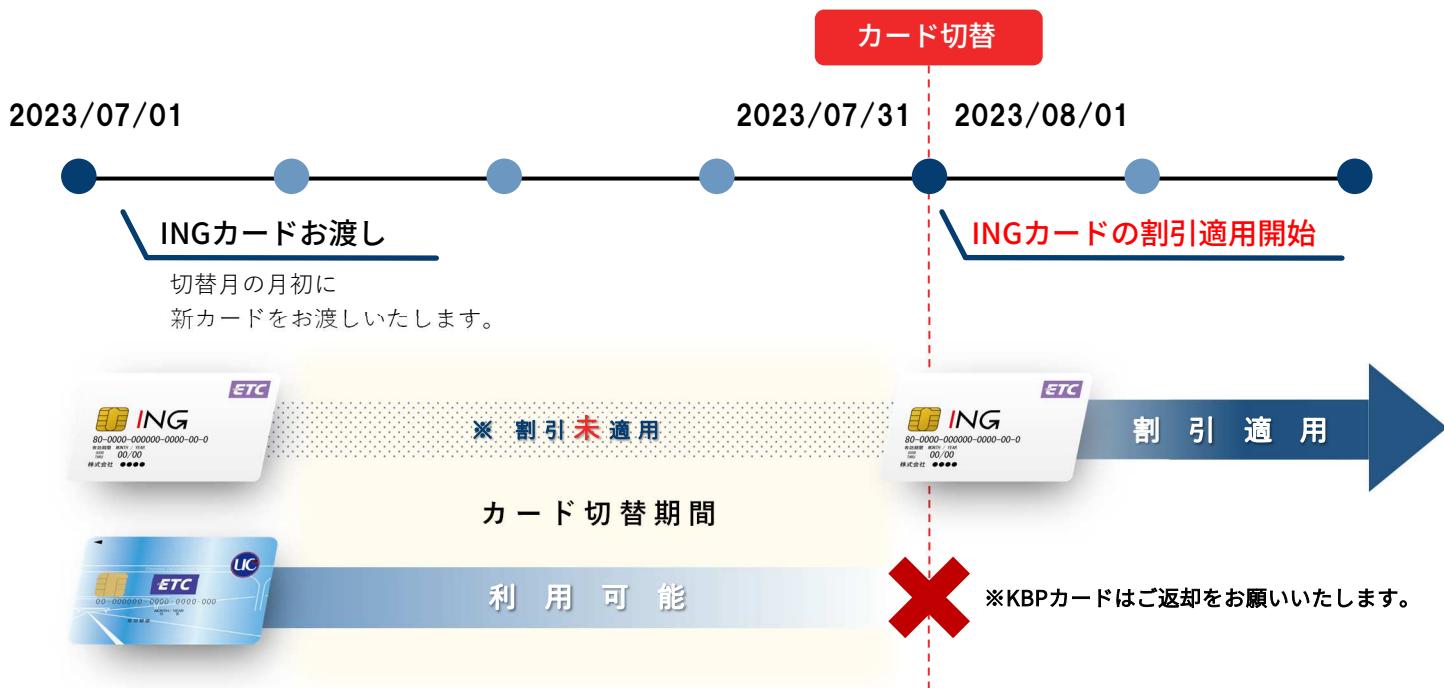 カード切替
2023/07/01
2023/07/31
2023/08/01
INGカードお渡し
切替月の月初に
新カードをお渡しいたします。
INGカードの割引適用開始
ETC
ING
80-0000-000000-0000-00-0
00/00
株式会社 ●●●●
※ 割引未適用
ETC
ING
80-0000-000000-0000-00-0
00/00
株式会社 ●●●●
割引適用
カード切替期間
UC
ETC
00-000000-0000-0000-000
利用可能
※KBPカードはご返却をお願いいたします。